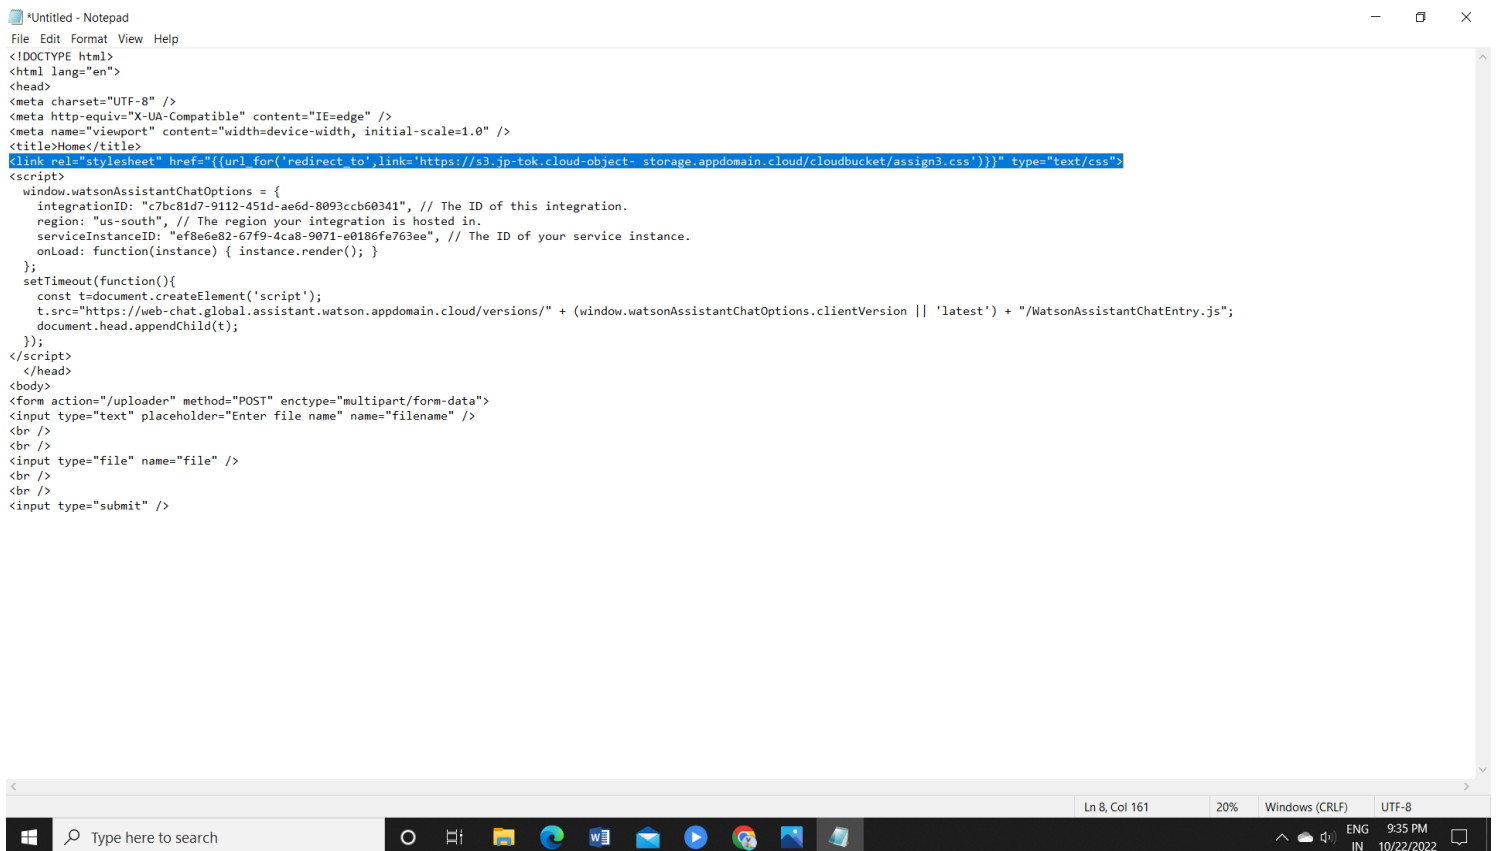 *Untitled - Notepad
File Edit Format View Help
<!DOCTYPE html>
<html lang="en">
<head>
<meta charset="UTF-8" />
<meta http-equiv="X-UA-Compatible" content="IE=edge" />
<meta name="viewport" content="width=device-width, initial-scale=1.0" />
<title>Home</title>
<link rel="stylesheet" href="{{url_for('redirect_to',link='https://s3.jp-tok.cloud-object- storage.appdomain.cloud/cloudbucket/assign3.css')}}" type="text/css">
<script>
  window.watsonAssistantChatOptions = {
    integrationID: "c7bc81d7-9112-451d-ae6d-8093ccb60341", // The ID of this integration.
    region: "us-south", // The region your integration is hosted in.
    serviceInstanceID: "ef8e6e82-67f9-4ca8-9071-e0186fe763ee", // The ID of your service instance.
    onLoad: function(instance) { instance.render(); }
  };
  setTimeout(function(){
    const t=document.createElement('script');
    t.src="https://web-chat.global.assistant.watson.appdomain.cloud/versions/" + (window.watsonAssistantChatOptions.clientVersion || 'latest') + "/WatsonAssistantChatEntry.js";
    document.head.appendChild(t);
  });
</script>
  </head>
<body>
<form action="/uploader" method="POST" enctype="multipart/form-data">
<input type="text" placeholder="Enter file name" name="filename" />
<br />
<br />
<input type="file" name="file" />
<br />
<br />
<input type="submit" />
Ln 8, Col 161 20% Windows (CRLF) UTF-8
Type here to search
ENG 9:35 PM
IN 10/22/2022